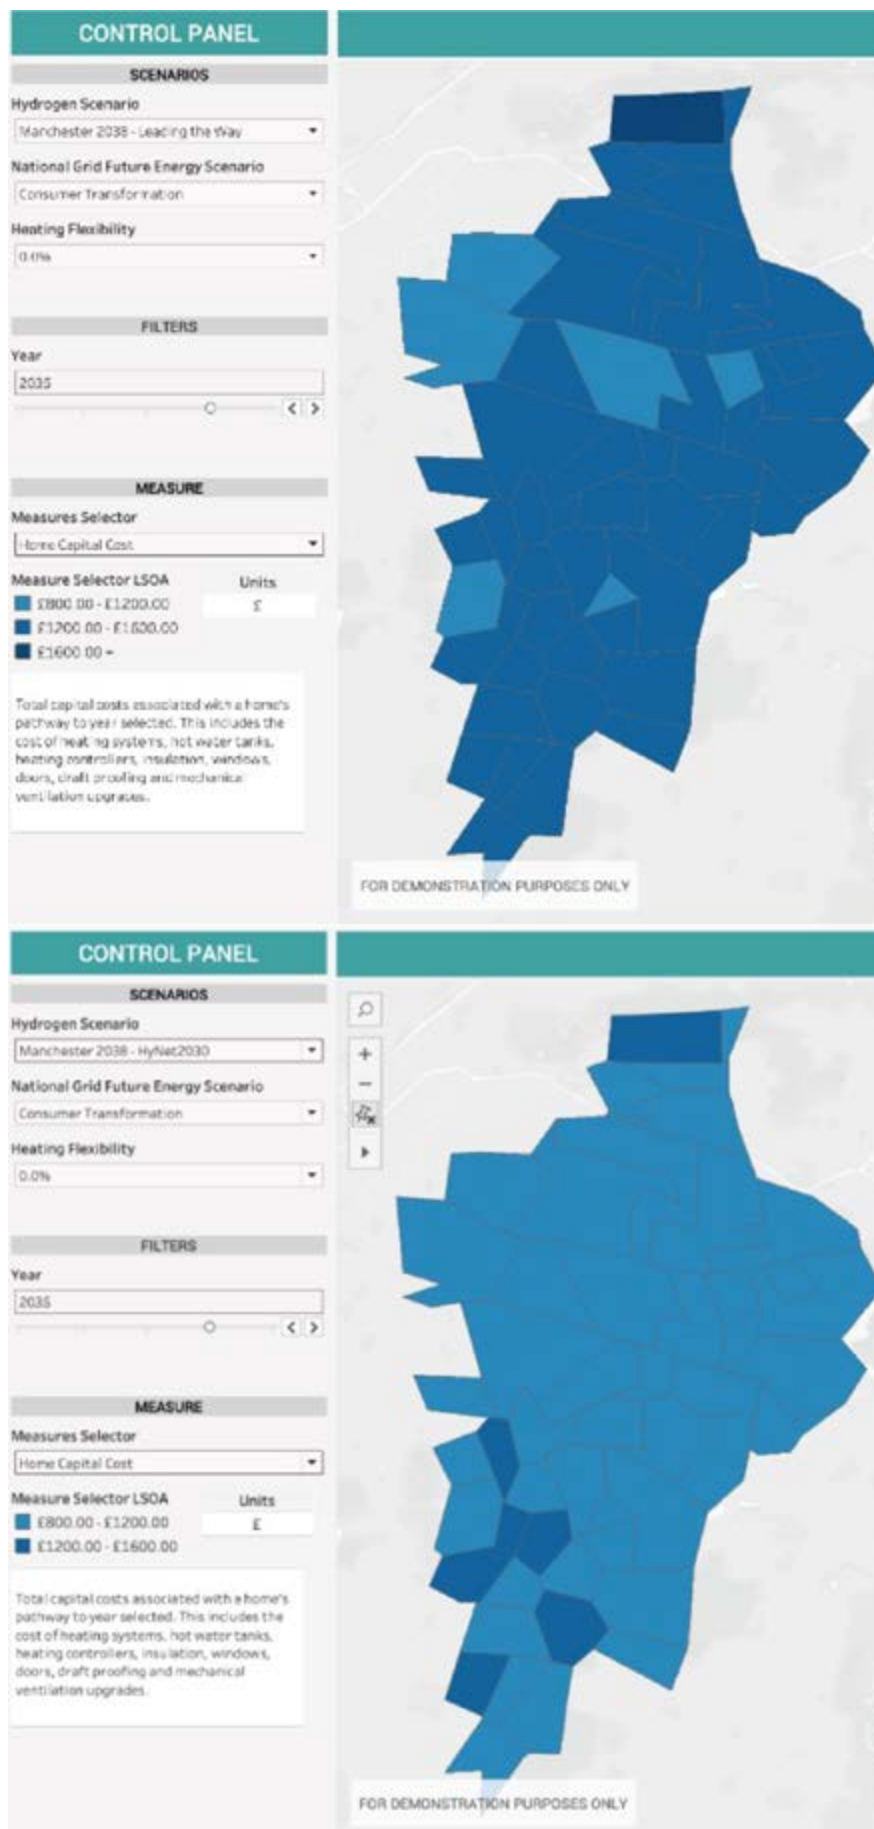 CONTROL PANEL
SCENARIOS
Hydrogen Scenario
Manchester 2038 - Leading the Way
National Grid Future Energy Scenario
Consumer Transformation
Heating Flexibility
0.0%
FILTERS
Year
2035
MEASURE
Measures Selector
Home Capital Cost
Measure Selector LSOA
Units
£800.00 - £1200.00
£
£1200.00 - £1600.00
£1600.00 +
Total capital costs associated with a home's
pathway to year selected. This includes the
cost of heating systems, hot water tanks,
heating controllers, insulation, windows,
doors, draft proofing and mechanical
ventilation upgrades.
FOR DEMONSTRATION PURPOSES ONLY
CONTROL PANEL
SCENARIOS
Hydrogen Scenario
Manchester 2038 - HyNet2030
National Grid Future Energy Scenario
Consumer Transformation
Heating Flexibility
0.0%
FILTERS
Year
2035
MEASURE
Measures Selector
Home Capital Cost
Measure Selector LSOA
Units
£800.00 - £1200.00
£
£1200.00 - £1600.00
Total capital costs associated with a home's
pathway to year selected. This includes the
cost of heating systems, hot water tanks,
heating controllers, insulation, windows,
doors, draft proofing and mechanical
ventilation upgrades.
FOR DEMONSTRATION PURPOSES ONLY